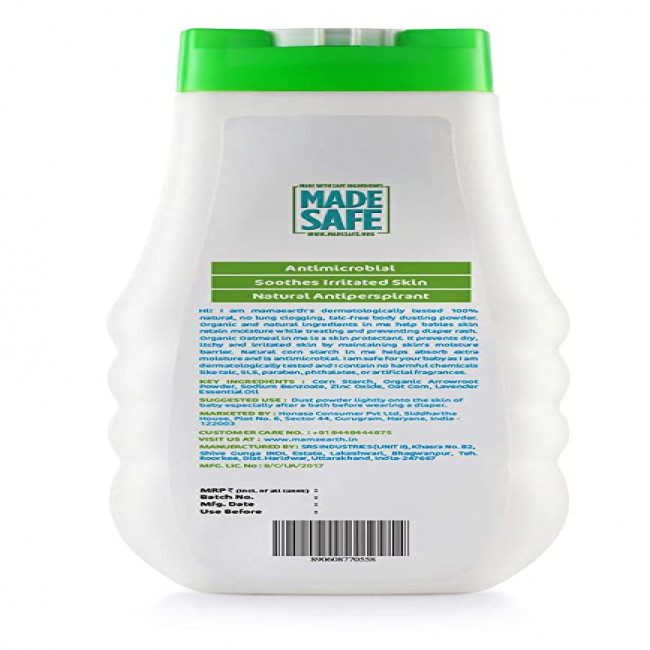 MADE WITH SAFE INGREDIENTS
MADE
SAFE
WWW.MADESAFE.ORG
Antimicrobial
Soothes Irritated Skin
Natural Antiperspirant
Hi! I am mamaearth's dermatologically tested 100%
natural, no lung clogging, talc-free body dusting powder.
Organic and natural ingredients in me help babies skin
retain moisture while treating and preventing diaper rash.
Organic Oatmeal in me is a skin protectant. It prevents dry,
itchy and irritated skin by maintaining skin's moisture
barrier. Natural corn starch in me helps absorb extra
moisture and is antimicrobial. I am safe for your baby as I am
dermatologically tested and I contain no harmful chemicals
like talc, SLS, paraben, phthalates, or artificial fragrances.
KEY INGREDIENTS : Corn Starch, Organic Arrowroot
Powder, Sodium Benzoate, Zinc Oxide, Oat Corn, Lavender
Essential Oil
SUGGESTED USE : Dust powder lightly onto the skin of
baby especially after a bath before wearing a diaper.
MARKETED BY : Honasa Consumer Pvt Ltd, Siddhartha
House, Plot No. 6, Sector 44, Gurugram, Haryana, India -
122003
CUSTOMER CARE NO. : +91 8448444875
VISIT US AT : www.mamaearth.in
MANUFACTURED BY: SRS INDUSTRIES (UNIT II), Khasra No. 82,
Shive Gunga INDL Estate, Lakeshwari, Bhagwanpur, Teh.
Roorkee, Dist. Haridwar, Uttarakhand, India-247667
MFG. LIC. No : 8/C/UA/2017
MRP ₹ (Incl. of all taxes) :
Batch No. :
Mfg. Date :
Use Before :
890608770558